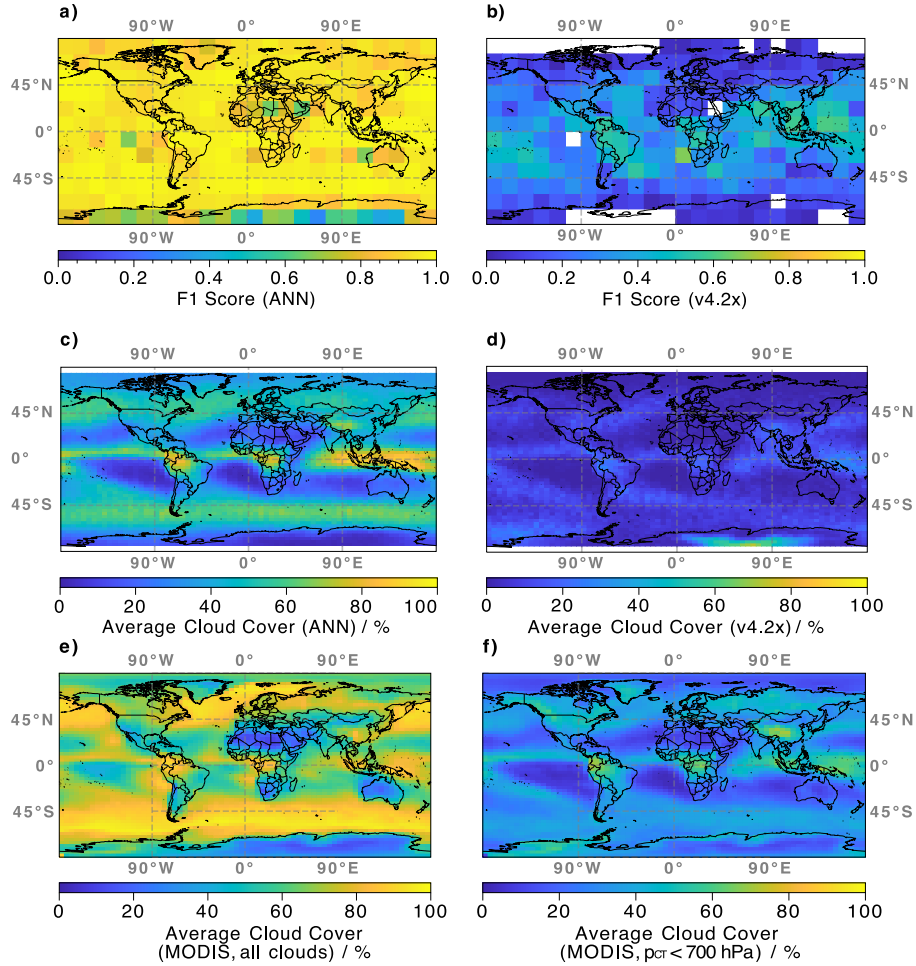 a)
b)
90°W 0° 90°E
90°W 0° 90°E
45°N
0°
45°S
45°N
0°
45°S
90°W 0° 90°E
90°W 0° 90°E
0.0 0.2 0.4 0.6 0.8 1.0
F1 Score (ANN)
0.0 0.2 0.4 0.6 0.8 1.0
F1 Score (v4.2x)
c)
d)
90°W 0° 90°E
90°W 0° 90°E
45°N
0°
45°S
45°N
0°
45°S
90°W 0° 90°E
90°W 0° 90°E
0 20 40 60 80 100
Average Cloud Cover (ANN) / %
0 20 40 60 80 100
Average Cloud Cover (v4.2x) / %
e)
f)
90°W 0° 90°E
90°W 0° 90°E
45°N
0°
45°S
45°N
0°
45°S
90°W 0° 90°E
90°W 0° 90°E
0 20 40 60 80 100
Average Cloud Cover
(MODIS, all clouds) / %
0 20 40 60 80 100
Average Cloud Cover
(MODIS, pCT < 700 hPa) / %